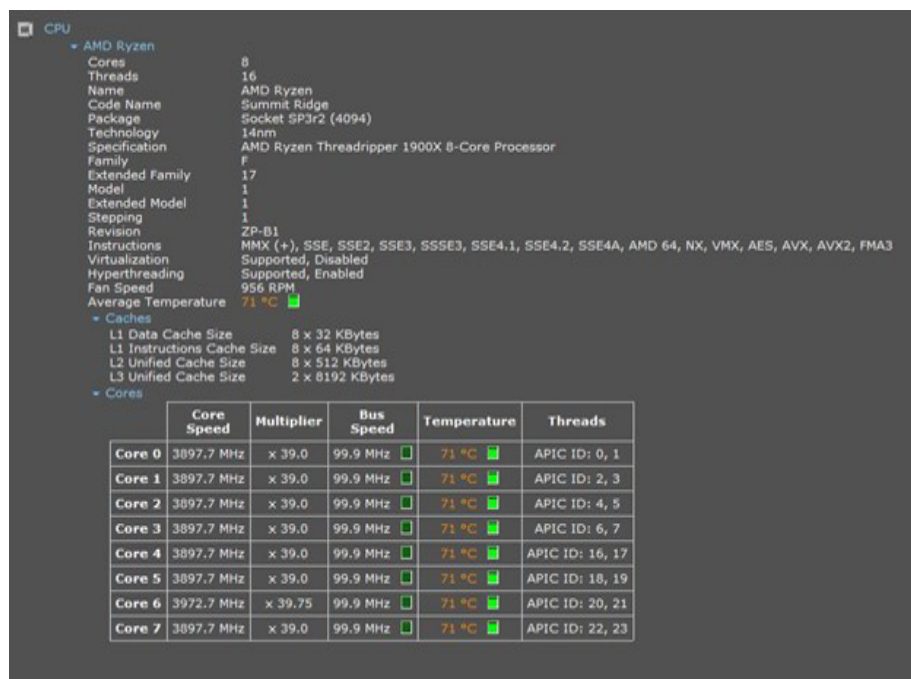 CPU
AMD Ryzen
Cores 8
Threads 16
Name AMD Ryzen
Code Name Summit Ridge
Package Socket SP3r2 (4094)
Technology 14nm
Specification AMD Ryzen Threadripper 1900X 8-Core Processor
Family F
Extended Family 17
Model 1
Extended Model 1
Stepping 1
Revision ZP-B1
Instructions MMX (+), SSE, SSE2, SSE3, SSSE3, SSE4.1, SSE4.2, SSE4A, AMD 64, NX, VMX, AES, AVX, AVX2, FMA3
Virtualization Supported, Disabled
Hyperthreading Supported, Enabled
Fan Speed 956 RPM
Average Temperature 71 °C
Caches
L1 Data Cache Size 8 x 32 KBytes
L1 Instructions Cache Size 8 x 64 KBytes
L2 Unified Cache Size 8 x 512 KBytes
L3 Unified Cache Size 2 x 8192 KBytes
Cores
Core Speed Multiplier Bus Speed Temperature Threads
Core 0 3897.7 MHz x 39.0 99.9 MHz 71 °C APIC ID: 0, 1
Core 1 3897.7 MHz x 39.0 99.9 MHz 71 °C APIC ID: 2, 3
Core 2 3897.7 MHz x 39.0 99.9 MHz 71 °C APIC ID: 4, 5
Core 3 3897.7 MHz x 39.0 99.9 MHz 71 °C APIC ID: 6, 7
Core 4 3897.7 MHz x 39.0 99.9 MHz 71 °C APIC ID: 16, 17
Core 5 3897.7 MHz x 39.0 99.9 MHz 71 °C APIC ID: 18, 19
Core 6 3972.7 MHz x 39.75 99.9 MHz 71 °C APIC ID: 20, 21
Core 7 3897.7 MHz x 39.0 99.9 MHz 71 °C APIC ID: 22, 23